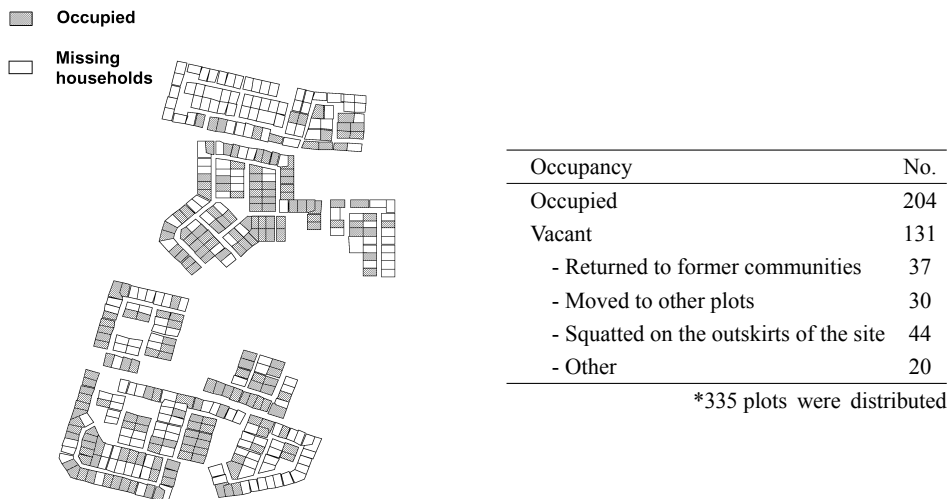 Occupied
Missing
households
Occupancy No.
Occupied 204
Vacant 131
- Returned to former communities 37
- Moved to other plots 30
- Squatted on the outskirts of the site 44
- Other 20
*335 plots were distributed